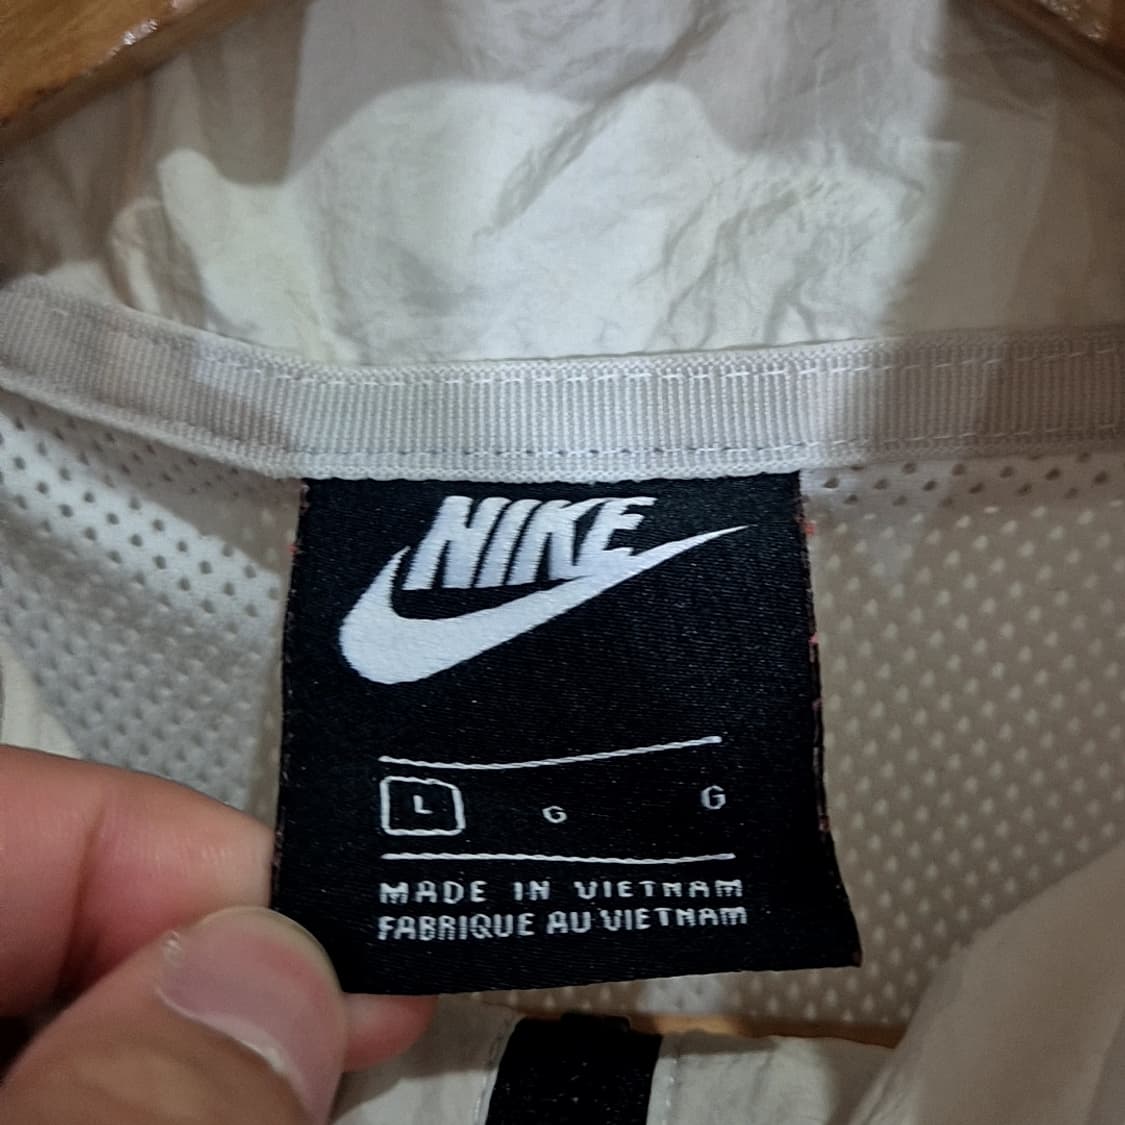 NIKE
L G G
MADE IN VIETNAM
FABRIQUE AU VIETNAM